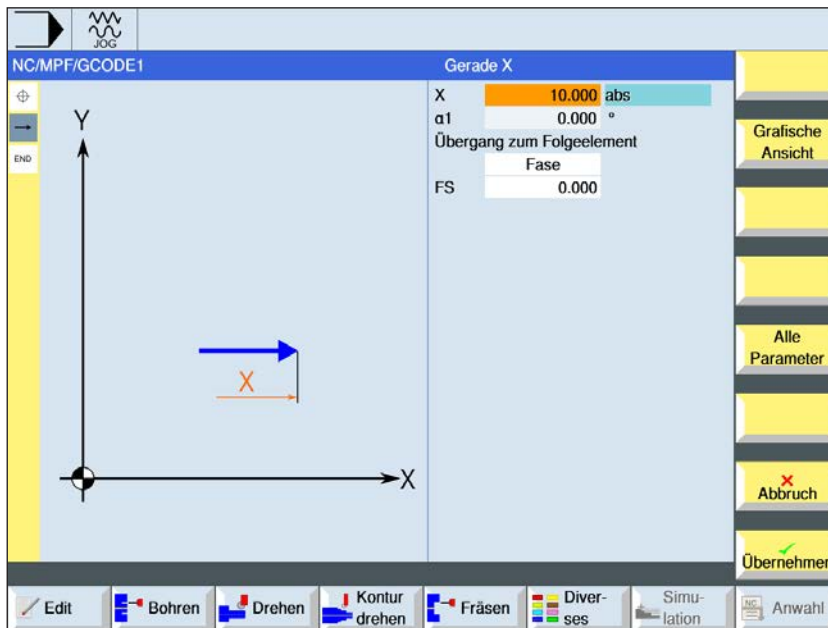 JOG
NC/MPF/GCODE1
Gerade X
X 10.000 abs
α1 0.000 °
Übergang zum Folgeelement
Fase
FS 0.000
END
Y
X
X
Grafische
Ansicht
Alle
Parameter
Abbruch
Übernehmen
Edit
Bohren
Drehen
Kontur
drehen
Fräsen
Diver-
ses
Simu-
lation
NC
Anwahl